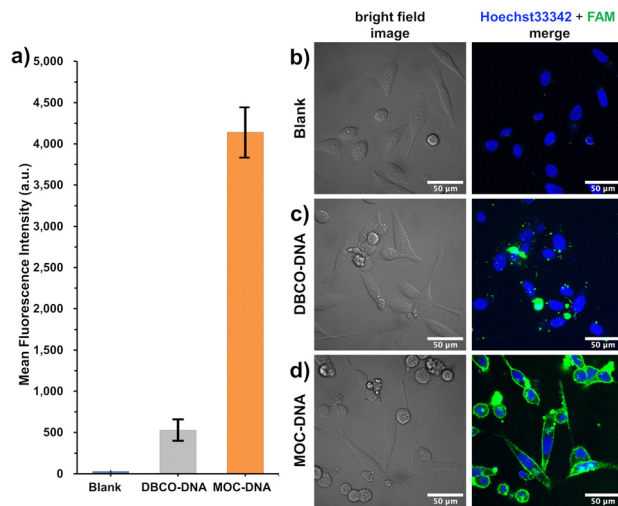 bright field
image
Hoechst33342 + FAM
merge
a)
5,000
4,500
4,000
3,500
3,000
2,500
2,000
1,500
1,000
500
0
Mean Fluorescence Intensity (a.u.)
Blank
DBCO-DNA
MOC-DNA
b)
Blank
50 µm
50 µm
c)
DBCO-DNA
50 µm
50 µm
d)
MOC-DNA
50 µm
50 µm